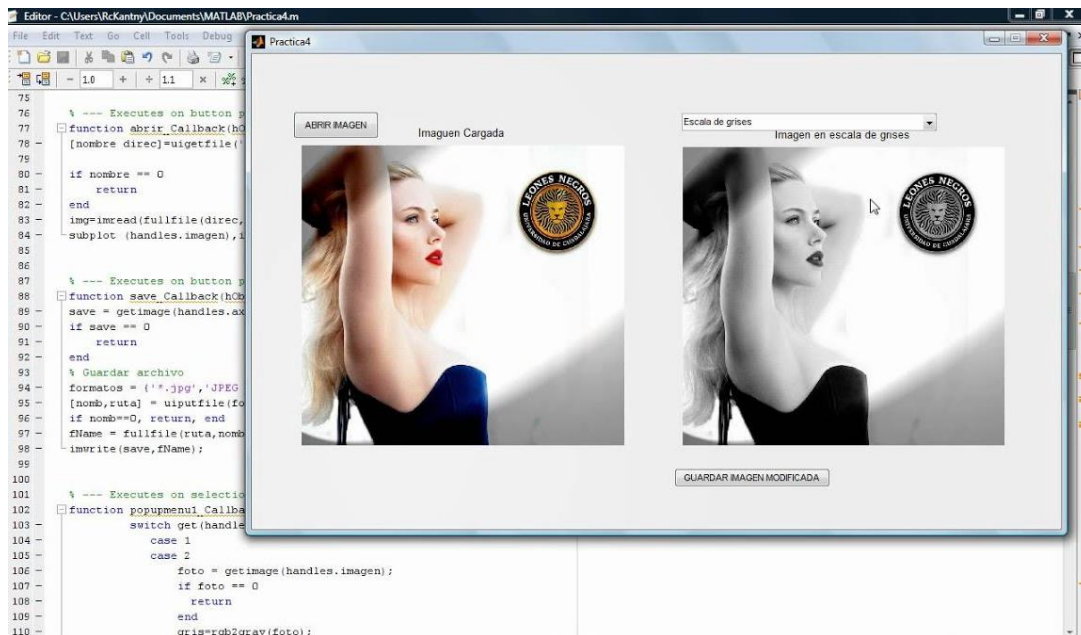 Editor - C:\Users\RcKantny\Documents\MATLAB\Practica4.m
File Edit Text Go Cell Tools Debug
1.0 + ÷ 1.1 ×
75
76 % --- Executes on button p
77 function abrir_Callback(hO
78 - [nombre direc]=uigetfile('
79
80 - if nombre == 0
81 - return
82 - end
83 - img=imread(fullfile(direc,
84 - subplot (handles.imagen),i
85
86
87 % --- Executes on button p
88 function save_Callback(hOb
89 - save = getimage(handles.ax
90 - if save == 0
91 - return
92 - end
93 % Guardar archivo
94 - formatos = {'*.jpg','JPEG
95 - [nomb,ruta] = uiputfile(fo
96 - if nomb==0, return, end
97 - fName = fullfile(ruta,nomb
98 - imwrite(save,fName);
99
100
101 % --- Executes on selectio
102 function popupmenu1_Callba
103 - switch get(handle
104 - case 1
105 - case 2
106 - foto = getimage(handles.imagen);
107 - if foto == 0
108 - return
109 - end
110 - gris=rgb2gray(foto);
Practica4
ABRIR IMAGEN
Imaguen Cargada
LEONES NEGROS
UNIVERSIDAD DE GUADALAJARA
Escala de grises
Imagen en escala de grises
LEONES NEGROS
UNIVERSIDAD DE GUADALAJARA
GUARDAR IMAGEN MODIFICADA